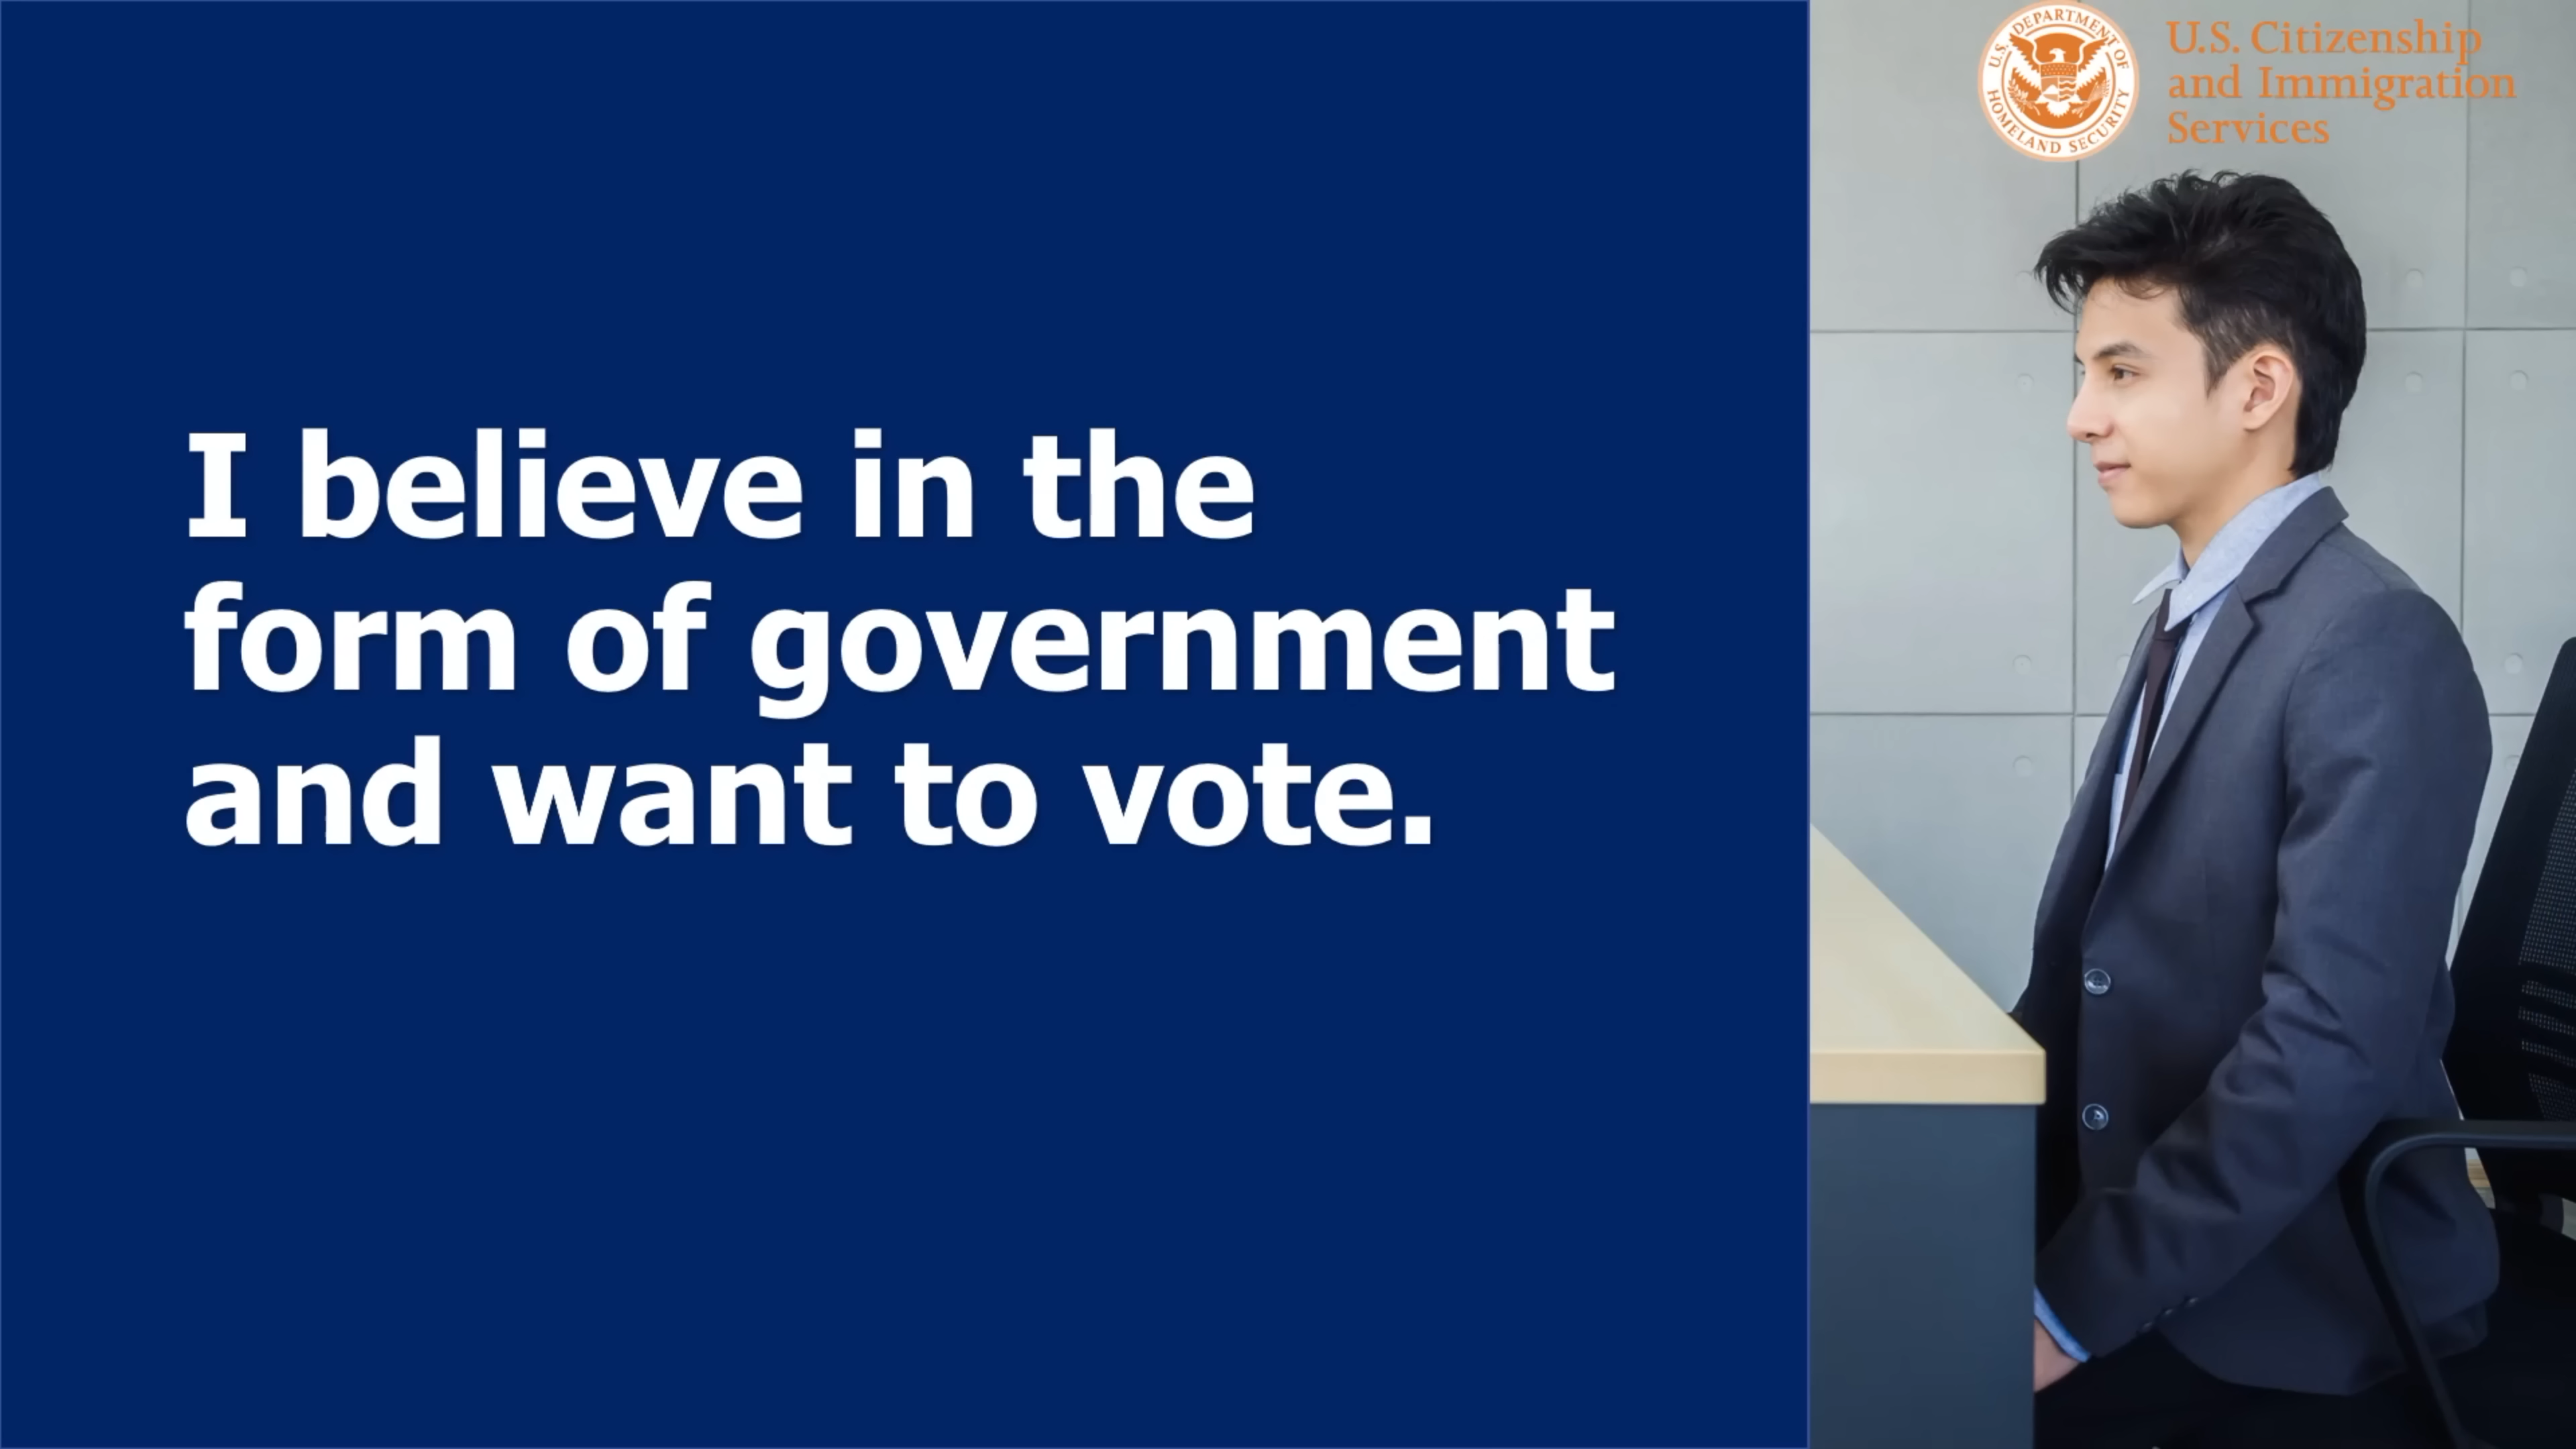 I believe in the
form of government
and want to vote.
U.S. DEPARTMENT OF
HOMELAND SECURITY
U.S. Citizenship
and Immigration
Services